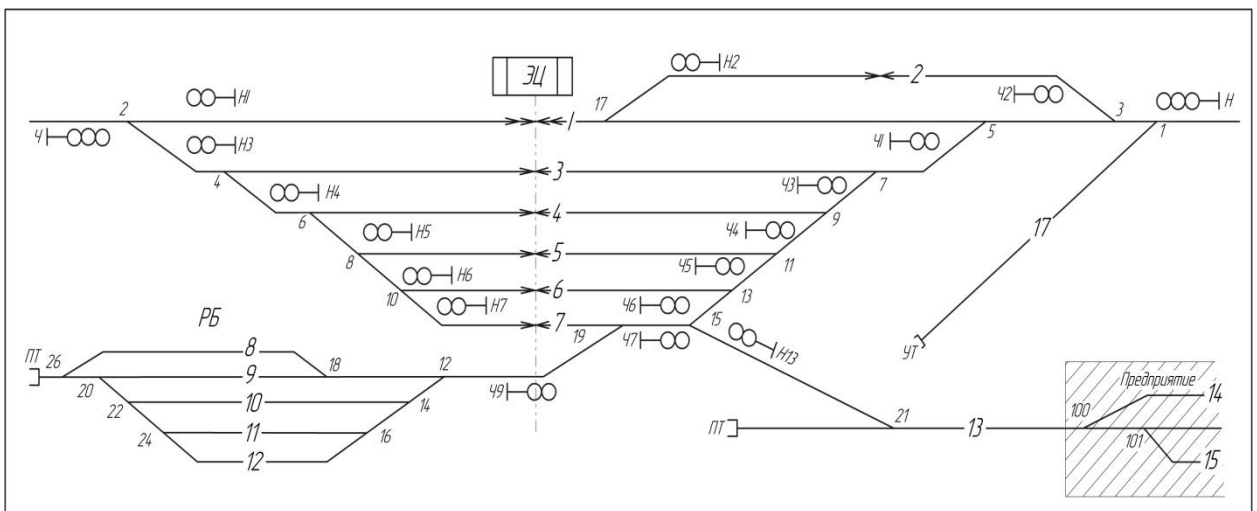 Н2
2
ЭЦ
17
Ч2
Н
2
Н1
1
5
3
1
Ч
Ч1
Н3
3
4
Ч3
7
Н4
4
6
9
Н5
Ч4
17
5
8
Ч5
11
Н6
6
10
13
Н7
Ч6
РБ
7
19
15
Ч7
Н13
УТ
ПТ
26
8
18
12
9
20
Ч9
Предприятие
14
22
10
14
100
24
11
16
ПТ
21
13
101
12
15